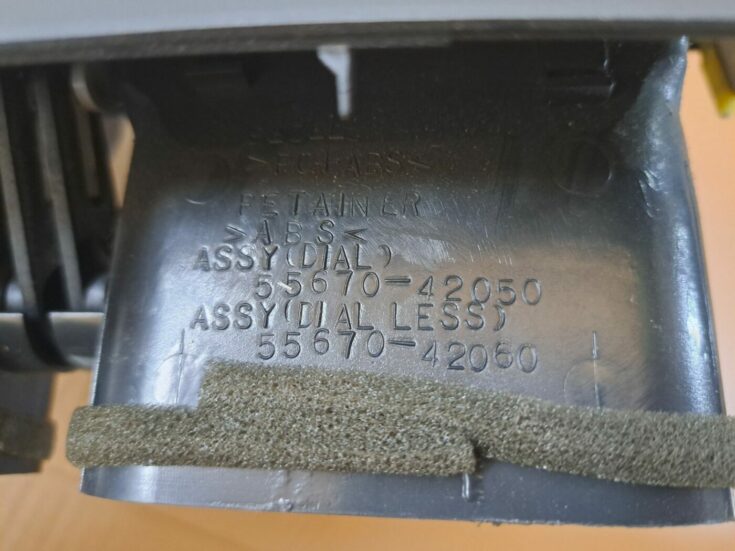 >PC+ABS<
RETAINER
>ABS<
ASSY(DIAL)
55670-42050
ASSY(DIAL LESS)
55670-42060